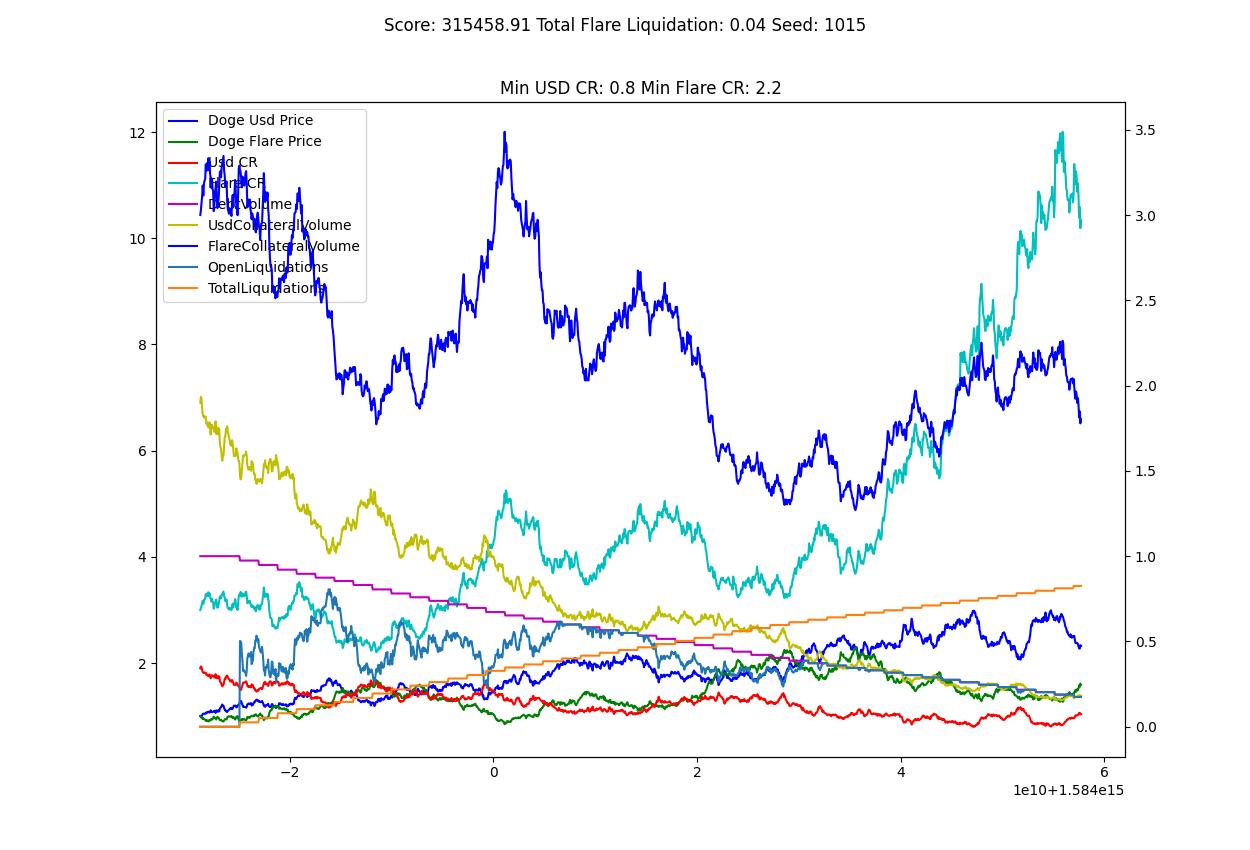 Score: 315458.91 Total Flare Liquidation: 0.04 Seed: 1015
Min USD CR: 0.8 Min Flare CR: 2.2
Doge Usd Price
Doge Flare Price
Usd CR
Flare CR
DebtVolume
UsdCollateralVolume
FlareCollateralVolume
OpenLiquidations
TotalLiquidations
12
10
8
6
4
2
3.5
3.0
2.5
2.0
1.5
1.0
0.5
0.0
−2 0 2 4 6
1e10+1.584e15